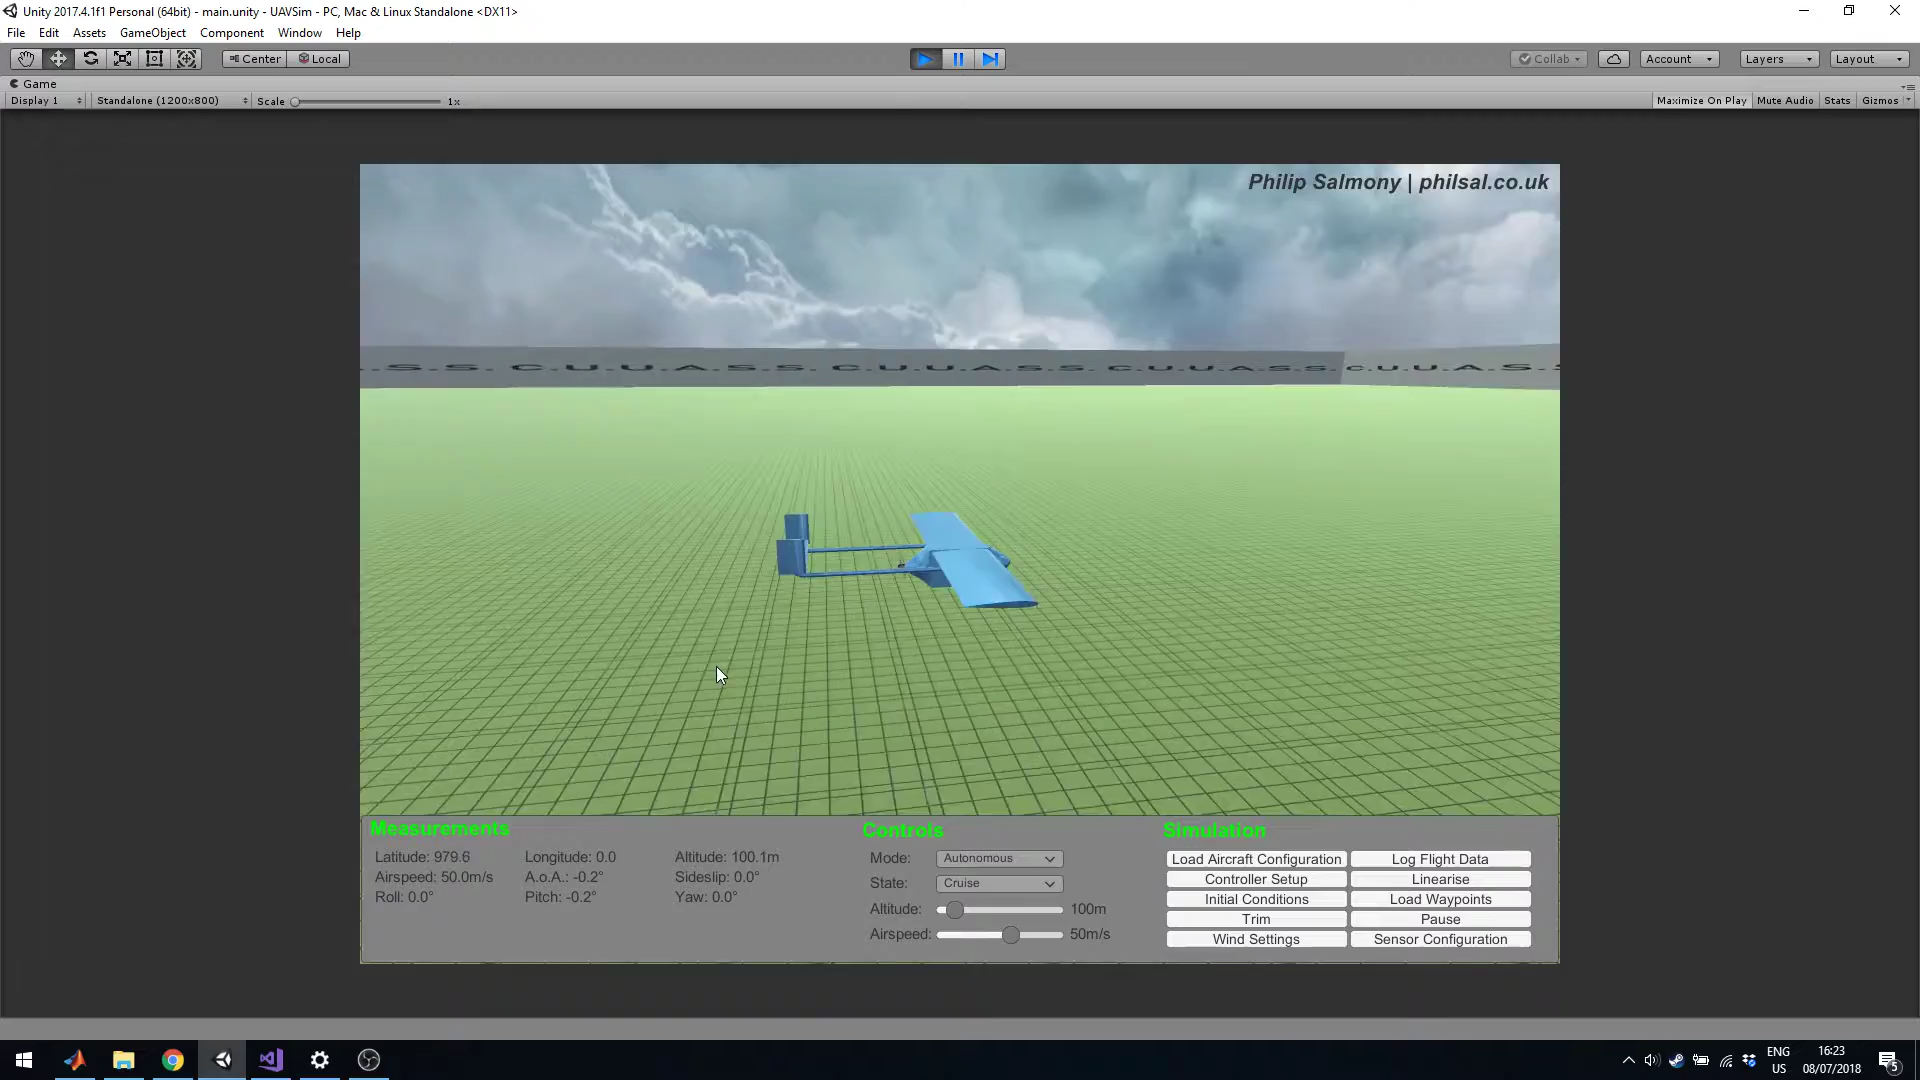 Unity 2017.4.1f1 Personal (64bit) - main.unity - UAVSim - PC, Mac & Linux Standalone <DX11>
File Edit Assets GameObject Component Window Help
Center Local Collab Account Layers Layout
Game
Display 1 Standalone (1200x800) Scale 1x Maximize On Play Mute Audio Stats Gizmos
Philip Salmony | philsal.co.uk
.S.S. C.U.U.A.S.S. C.U.U.A.S.S. C.U.U.A.S.S. C.U.U.A.S.S
Measurements
Latitude: 979.6 Longitude: 0.0 Altitude: 100.1m
Airspeed: 50.0m/s A.o.A.: -0.2° Sideslip: 0.0°
Roll: 0.0° Pitch: -0.2° Yaw: 0.0°
Controls
Mode: Autonomous
State: Cruise
Altitude: 100m
Airspeed: 50m/s
Simulation
Load Aircraft Configuration Log Flight Data
Controller Setup Linearise
Initial Conditions Load Waypoints
Trim Pause
Wind Settings Sensor Configuration
ENG
US
16:23
08/07/2018
5